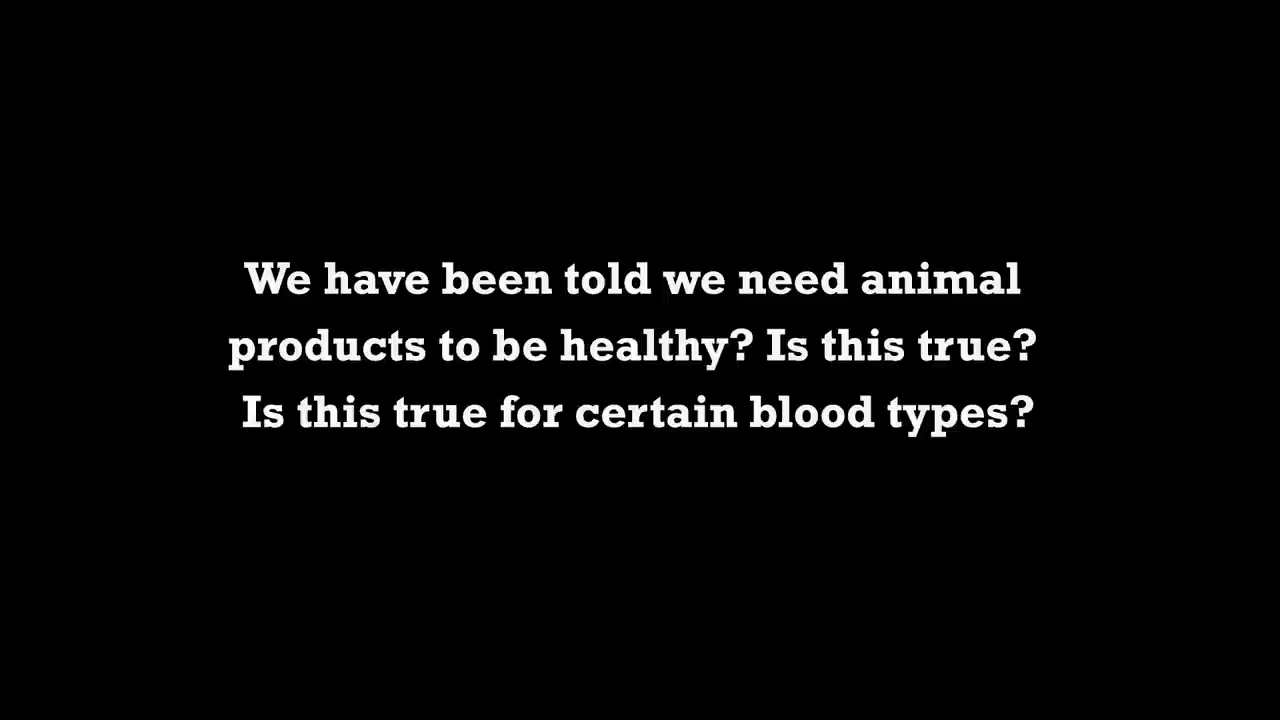 We have been told we need animal
products to be healthy? Is this true?
Is this true for certain blood types?